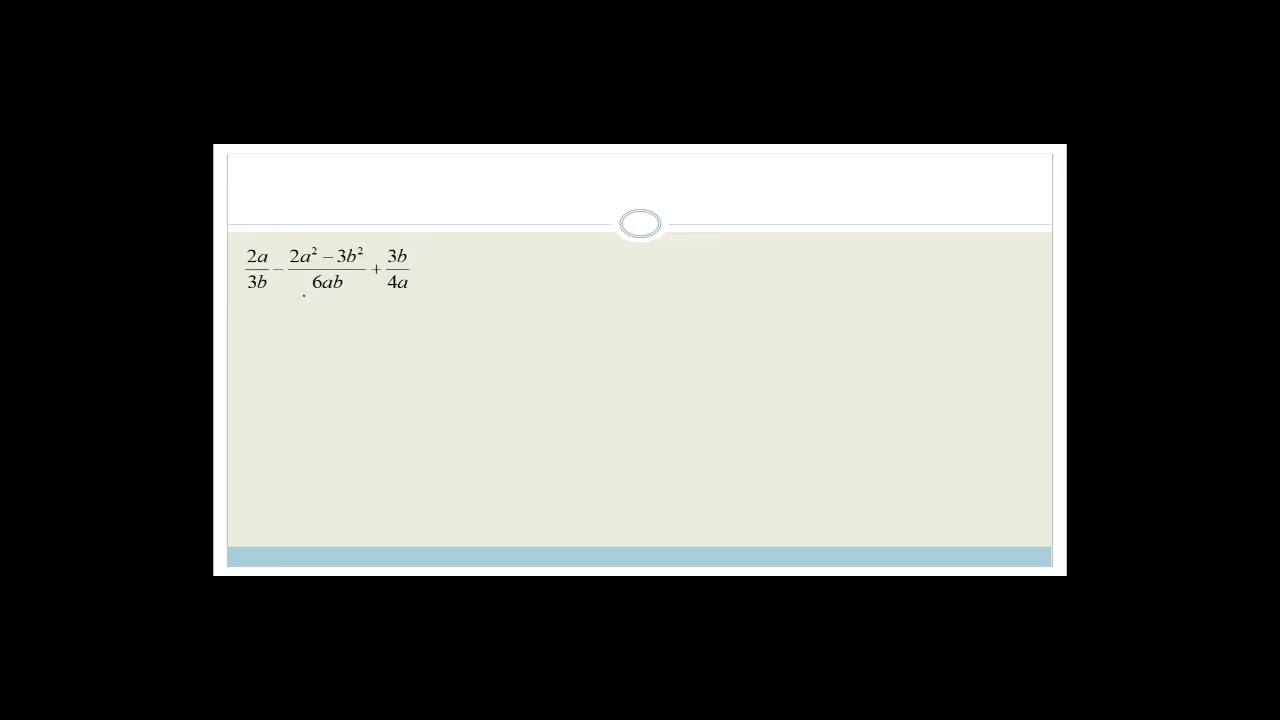 2a/3b − (2a² − 3b²)/6ab + 3b/4a